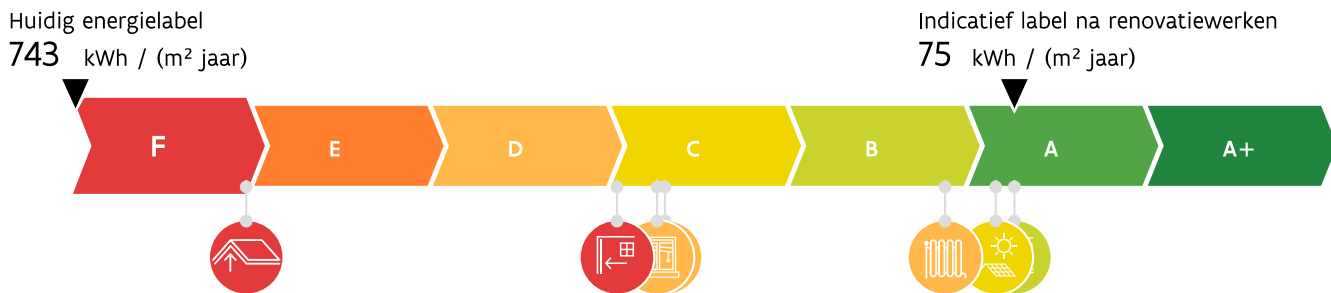 Huidig energielabel
743 kWh / (m² jaar)
Indicatief label na renovatiewerken
75 kWh / (m² jaar)
F
E
D
C
B
A
A+